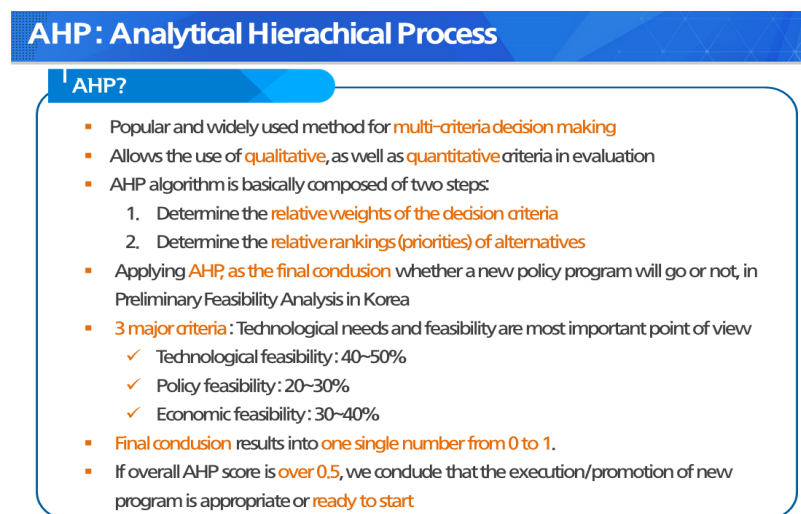 AHP : Analytical Hierachical Process
AHP?
▪ Popular and widely used method for multi-criteria decision making
▪ Allows the use of qualitative, as well as quantitative criteria in evaluation
▪ AHP algorithm is basically composed of two steps:
1. Determine the relative weights of the decision criteria
2. Determine the relative rankings (priorities) of alternatives
▪ Applying AHP, as the final conclusion whether a new policy program will go or not, in
Preliminary Feasibility Analysis in Korea
▪ 3 major criteria : Technological needs and feasibility are most important point of view
✓ Technological feasibility : 40~50%
✓ Policy feasibility : 20~30%
✓ Economic feasibility : 30~40%
▪ Final conclusion results into one single number from 0 to 1.
▪ If overall AHP score is over 0.5, we conclude that the execution/promotion of new
program is appropriate or ready to start